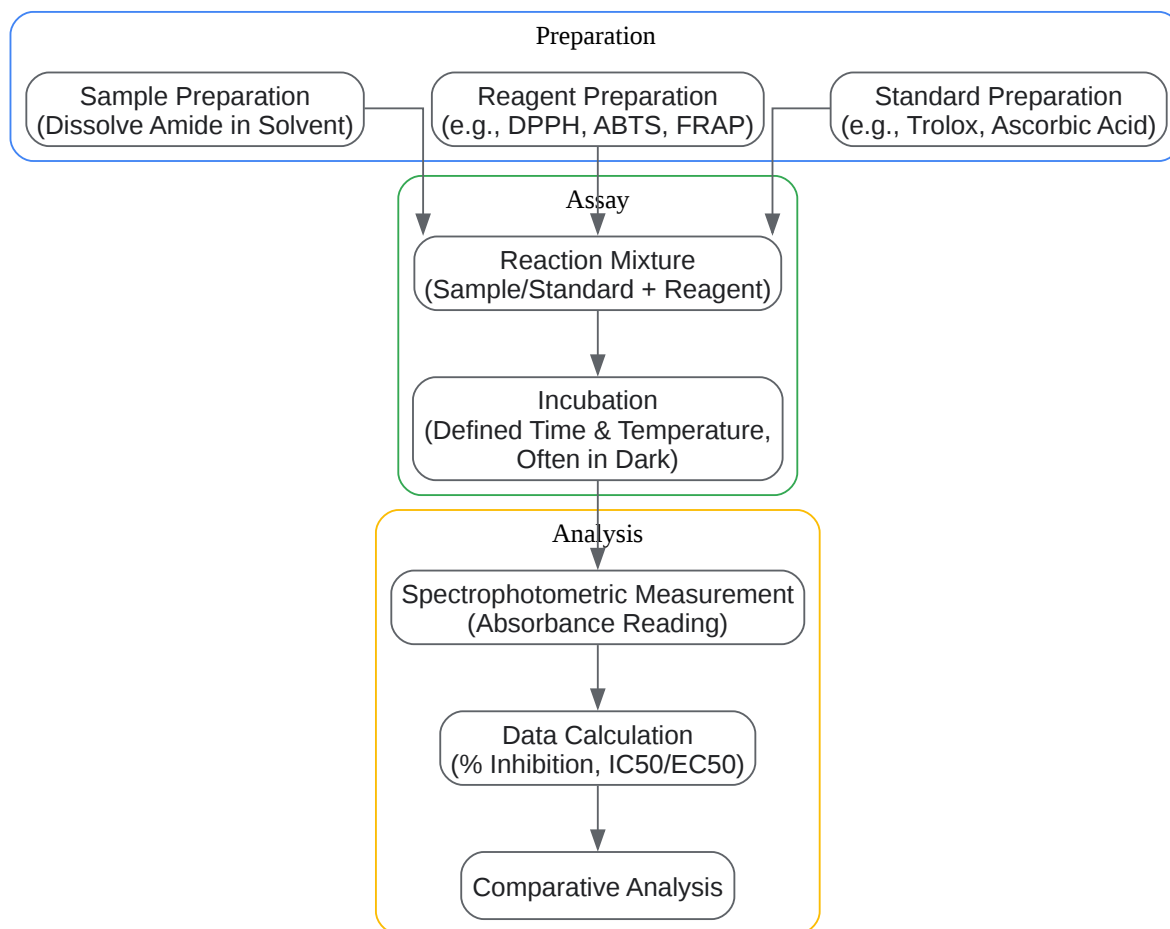 Preparation
Sample Preparation
(Dissolve Amide in Solvent)
Reagent Preparation
(e.g., DPPH, ABTS, FRAP)
Standard Preparation
(e.g., Trolox, Ascorbic Acid)
Assay
Reaction Mixture
(Sample/Standard + Reagent)
Incubation
(Defined Time & Temperature,
Often in Dark)
Analysis
Spectrophotometric Measurement
(Absorbance Reading)
Data Calculation
(% Inhibition, IC50/EC50)
Comparative Analysis